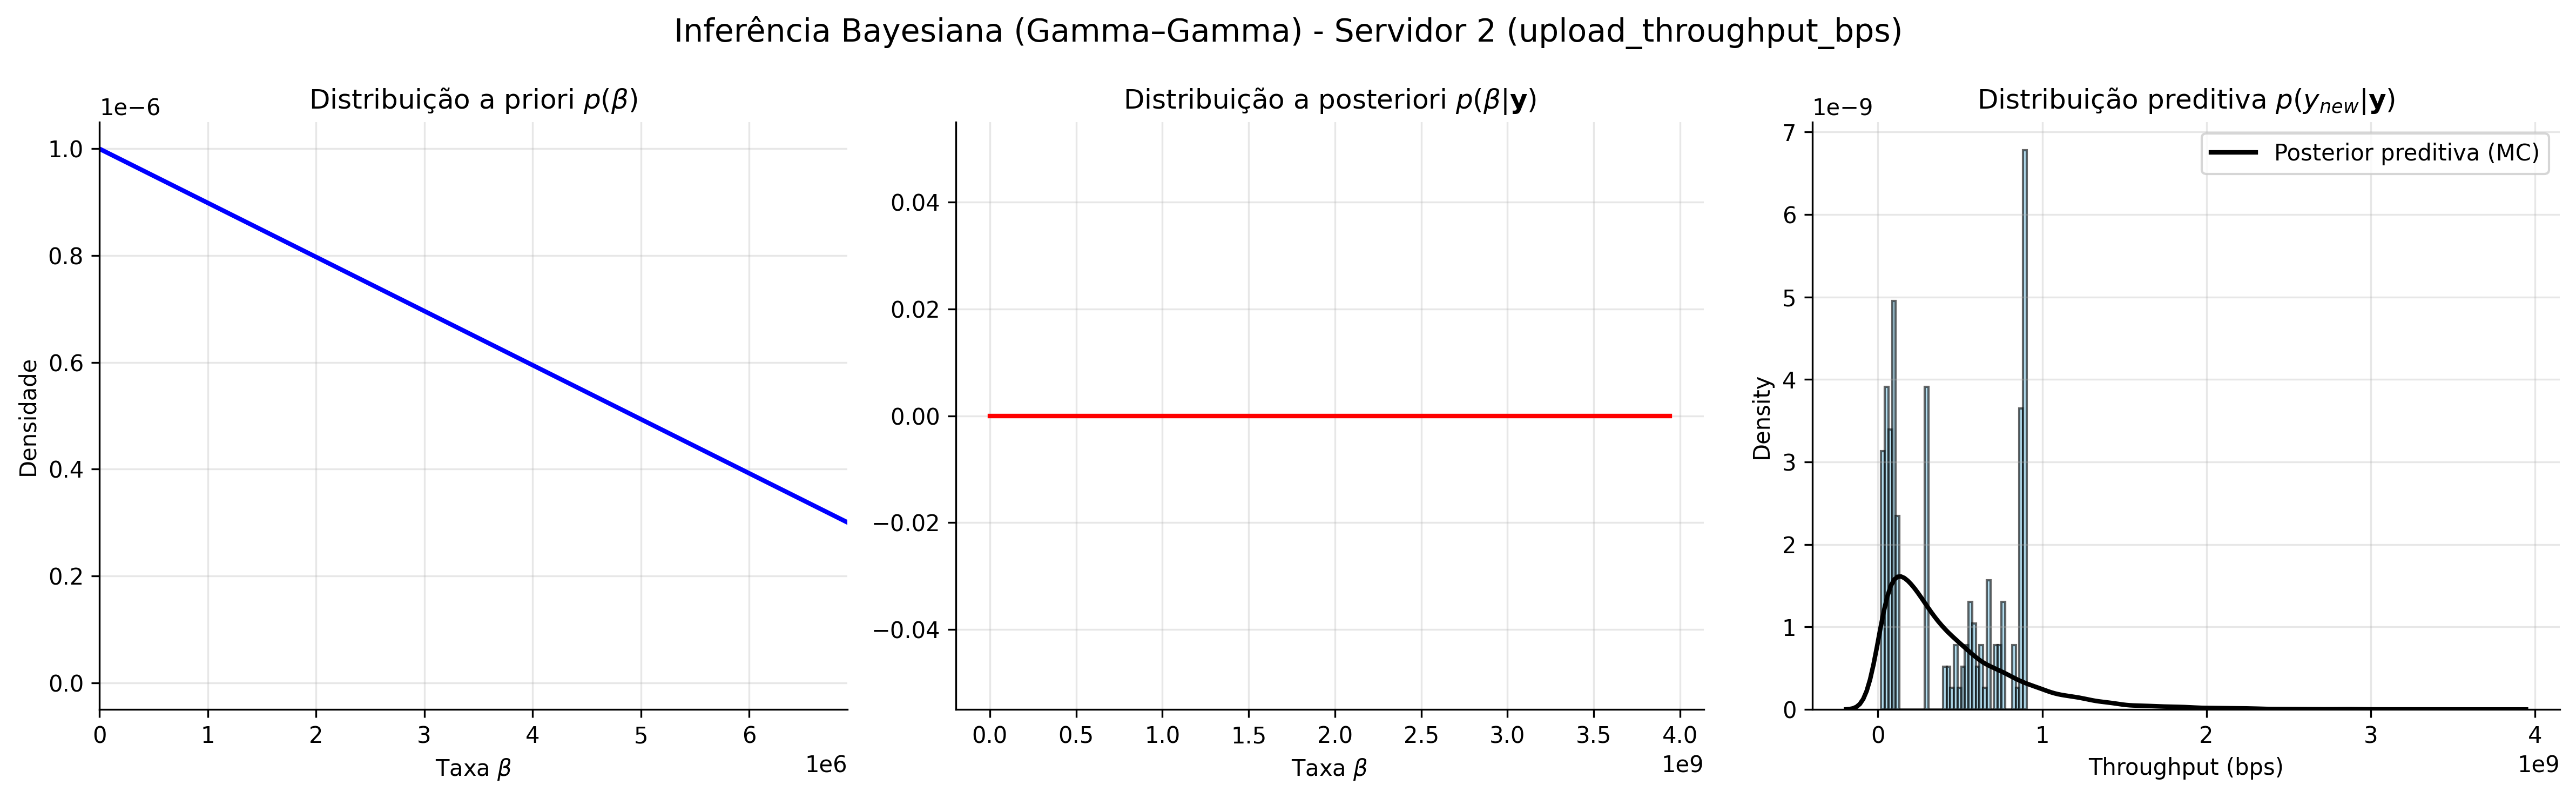 Inferência Bayesiana (Gamma–Gamma) - Servidor 2 (upload_throughput_bps)
Distribuição a priori p(β)
1e−6
1.0
0.8
0.6
0.4
0.2
0.0
Densidade
0 1 2 3 4 5 6
1e6
Taxa β
Distribuição a posteriori p(β|y)
0.04
0.02
0.00
−0.02
−0.04
0.0 0.5 1.0 1.5 2.0 2.5 3.0 3.5 4.0
1e9
Taxa β
Distribuição preditiva p(y_new|y)
1e−9
Posterior preditiva (MC)
7
6
5
4
3
2
1
0
Density
0 1 2 3 4
1e9
Throughput (bps)